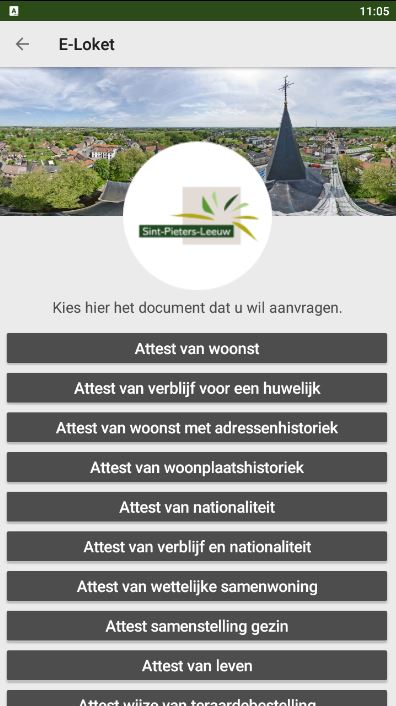 A
11:05
E-Loket
Sint-Pieters-Leeuw
Kies hier het document dat u wil aanvragen.
Attest van woonst
Attest van verblijf voor een huwelijk
Attest van woonst met adressenhistoriek
Attest van woonplaatshistoriek
Attest van nationaliteit
Attest van verblijf en nationaliteit
Attest van wettelijke samenwoning
Attest samenstelling gezin
Attest van leven
Attest wijze van teraardebestelling